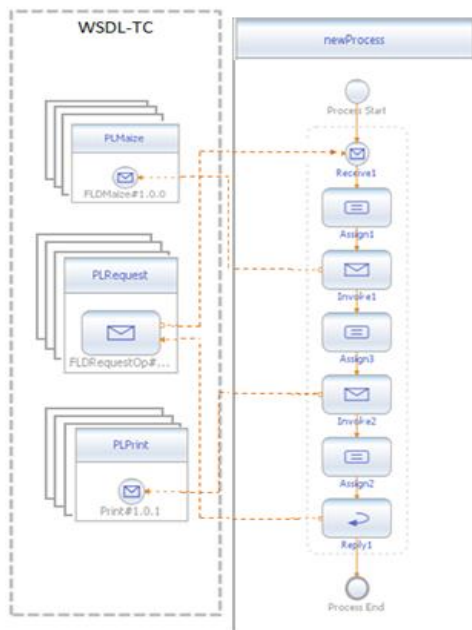 WSDL-TC
PLMaize
FLDMaize#1.0.0
PLRequest
FLDRequestOp#...
PLPrint
Print#1.0.1
newProcess
Process Start
Receive1
Assign1
Invoke1
Assign3
Invoke2
Assign2
Reply1
Process End